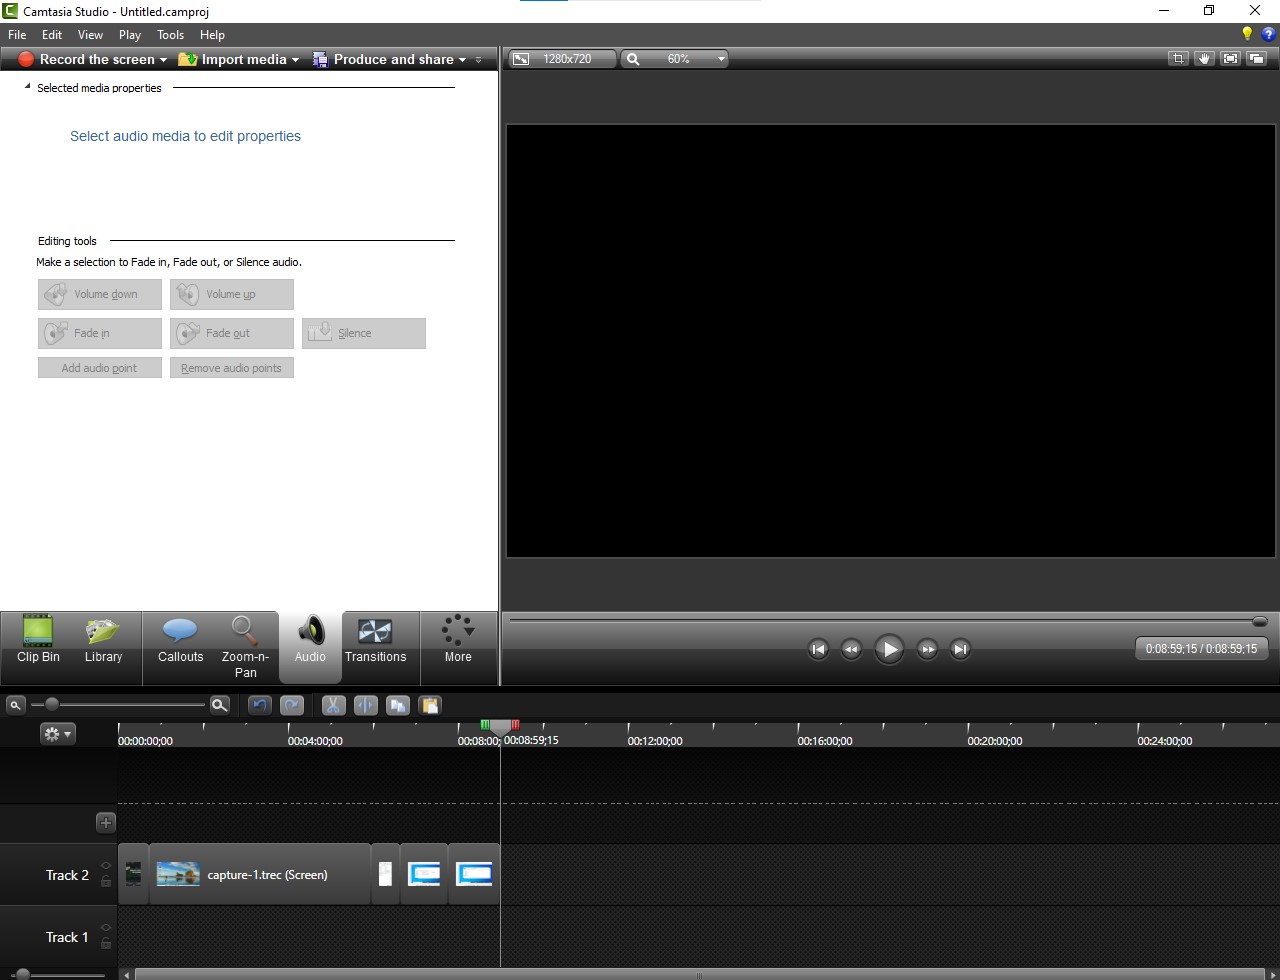 Camtasia Studio - Untitled.camproj
File Edit View Play Tools Help
Record the screen Import media Produce and share
1280x720 60%
Selected media properties
Select audio media to edit properties
Editing tools
Make a selection to Fade in, Fade out, or Silence audio.
Volume down Volume up
Fade in Fade out Silence
Add audio point Remove audio points
Clip Bin Library Callouts Zoom-n-Pan Audio Transitions More
0:08:59;15 / 0:08:59;15
00:00:00;00 00:04:00;00 00:08:00; 00:08:59;15 00:12:00;00 00:16:00;00 00:20:00;00 00:24:00;00
Track 2 capture-1.trec (Screen)
Track 1